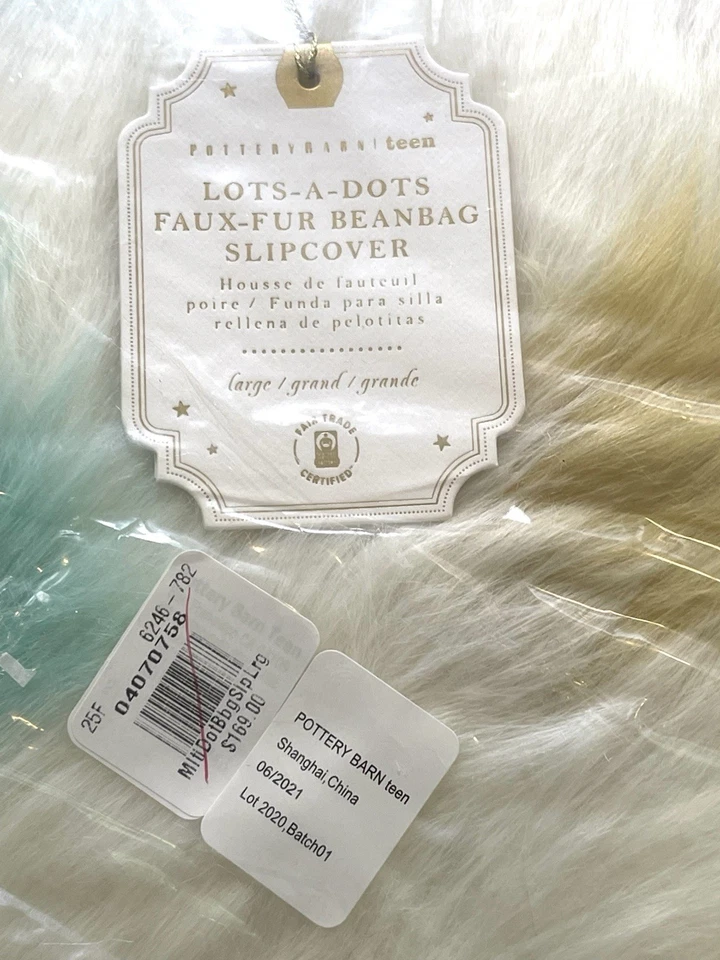 POTTERYBARN | teen
LOTS-A-DOTS
FAUX-FUR BEANBAG
SLIPCOVER
Housse de fauteuil
poire / Funda para silla
rellena de pelotitas
large / grand / grande
FAIR TRADE
CERTIFIED
6246-782
25F 04070758
MltDotBbgSlpLrg
$169.00
POTTERY BARN teen
Shanghai,China
06/2021
Lot 2020,Batch01